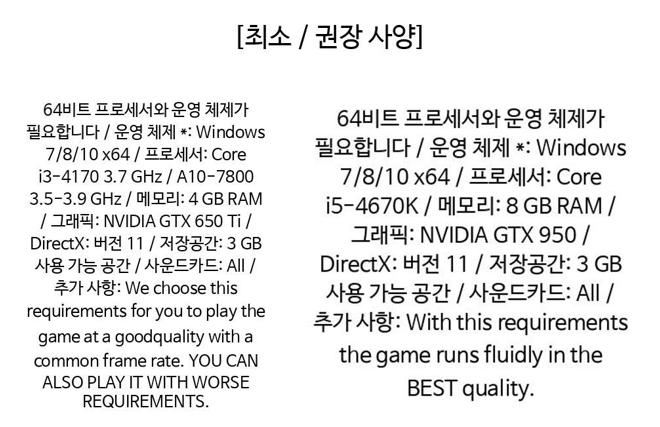 [최소 / 권장 사양]
64비트 프로세서와 운영 체제가
필요합니다 / 운영 체제 *: Windows
7/8/10 x64 / 프로세서: Core
i3-4170 3.7 GHz / A10-7800
3.5-3.9 GHz / 메모리: 4 GB RAM
/ 그래픽: NVIDIA GTX 650 Ti /
DirectX: 버전 11 / 저장공간: 3 GB
사용 가능 공간 / 사운드카드: All /
추가 사항: We choose this
requirements for you to play the
game at a goodquality with a
common frame rate. YOU CAN
ALSO PLAY IT WITH WORSE
REQUIREMENTS.
64비트 프로세서와 운영 체제가
필요합니다 / 운영 체제 *: Windows
7/8/10 x64 / 프로세서: Core
i5-4670K / 메모리: 8 GB RAM /
그래픽: NVIDIA GTX 950 /
DirectX: 버전 11 / 저장공간: 3 GB
사용 가능 공간 / 사운드카드: All /
추가 사항: With this requirements
the game runs fluidly in the
BEST quality.